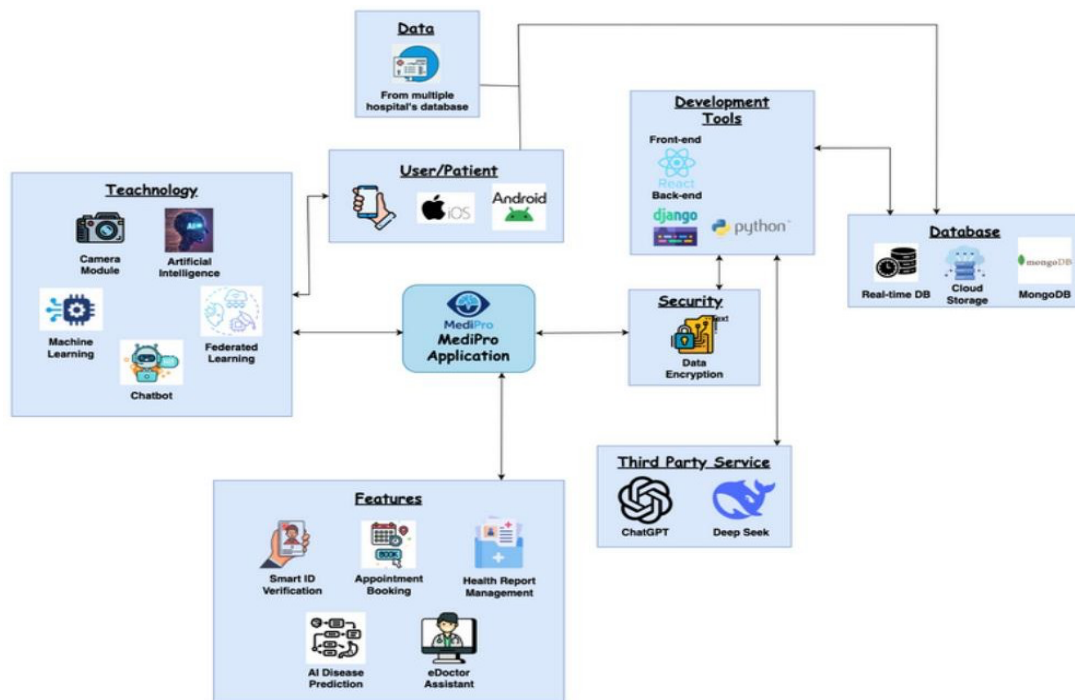 Data
From multiple
hospital's database
User/Patient
iOS
Android
Teachnology
Camera
Module
Artificial
Intelligence
Machine
Learning
Federated
Learning
Chatbot
MediPro
MediPro
Application
Development
Tools
Front-end
React
Back-end
django
python
Security
Text
Data
Encryption
Database
Real-time DB
Cloud
Storage
mongoDB
MongoDB
Third Party Service
ChatGPT
Deep Seek
Features
Smart ID
Verification
BOOK
Appointment
Booking
Health Report
Management
AI Disease
Prediction
eDoctor
Assistant